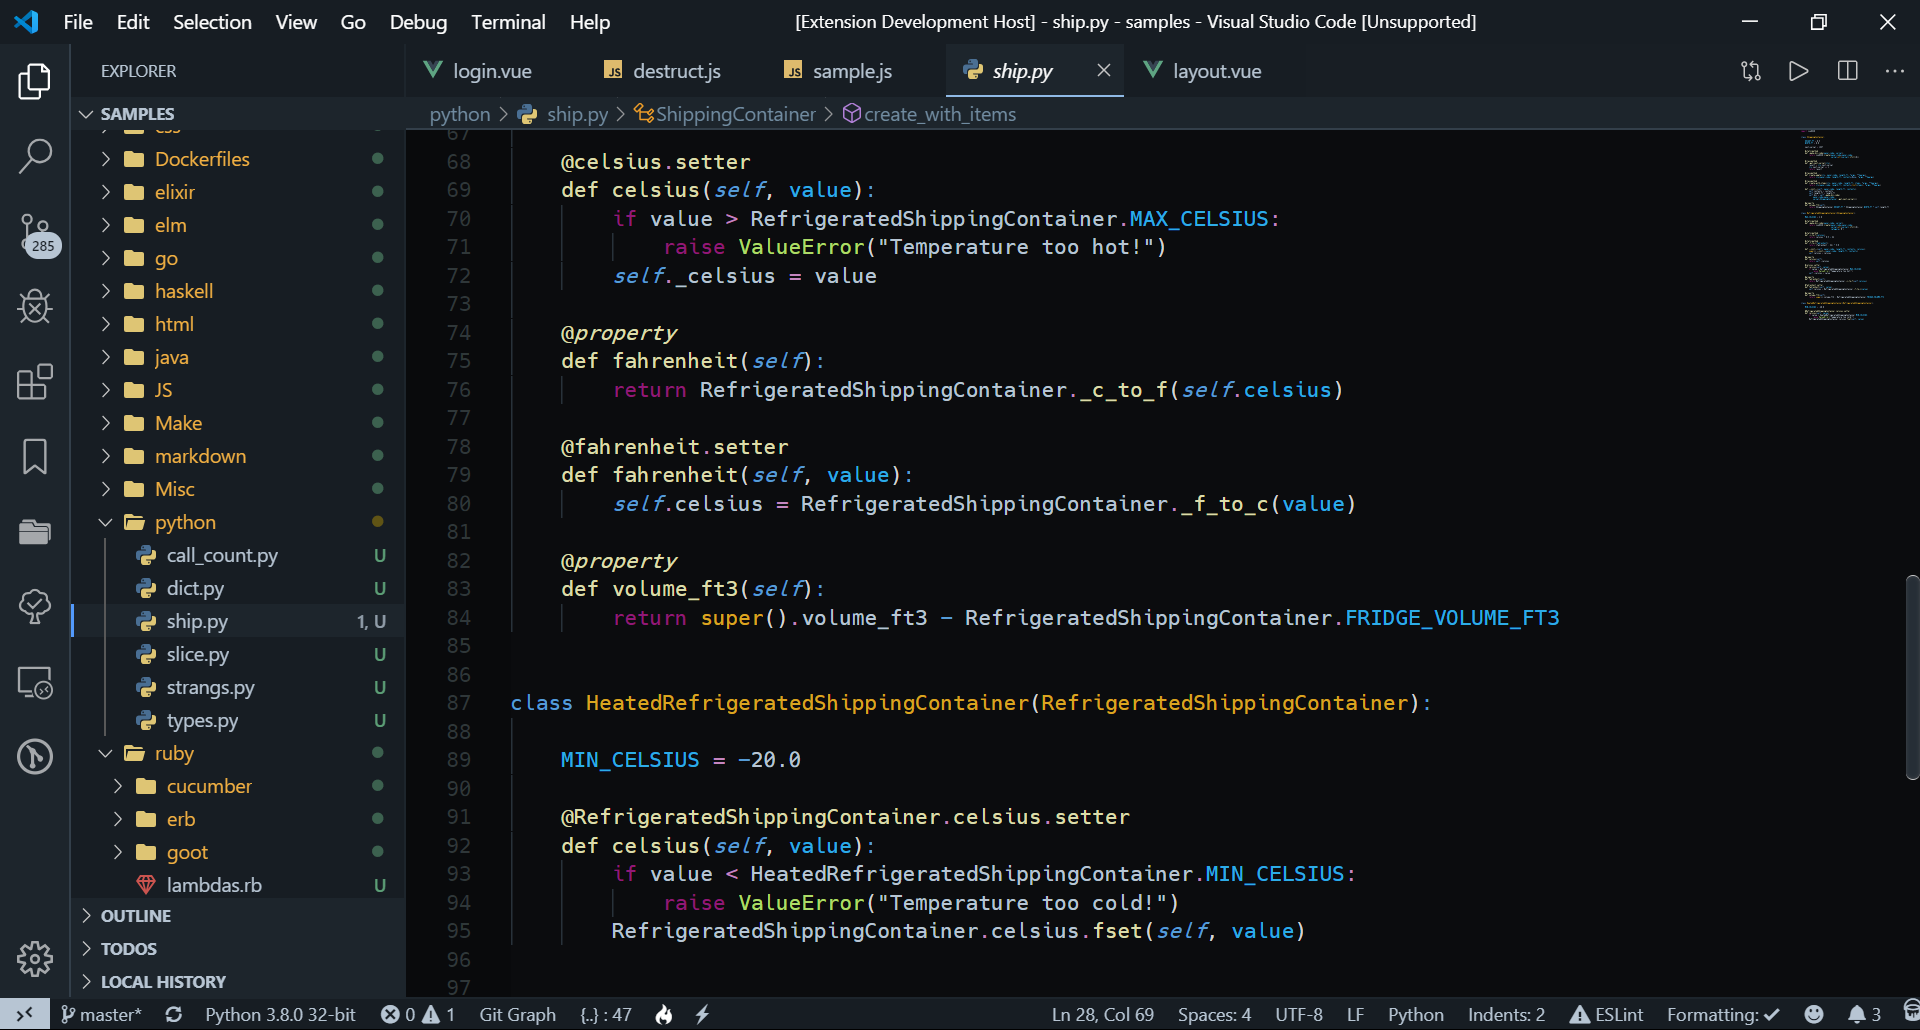 File Edit Selection View Go Debug Terminal Help
[Extension Development Host] - ship.py - samples - Visual Studio Code [Unsupported]
EXPLORER
login.vue
JS destruct.js
JS sample.js
ship.py
layout.vue
SAMPLES
python > ship.py > ShippingContainer > create_with_items
css
Dockerfiles
elixir
elm
285
go
haskell
html
java
JS
Make
markdown
Misc
python
call_count.py U
dict.py U
ship.py 1, U
slice.py U
strangs.py U
types.py U
ruby
cucumber
erb
goot
lambdas.rb U
OUTLINE
TODOS
LOCAL HISTORY
67
68 @celsius.setter
69 def celsius(self, value):
70 if value > RefrigeratedShippingContainer.MAX_CELSIUS:
71 raise ValueError("Temperature too hot!")
72 self._celsius = value
73
74 @property
75 def fahrenheit(self):
76 return RefrigeratedShippingContainer._c_to_f(self.celsius)
77
78 @fahrenheit.setter
79 def fahrenheit(self, value):
80 self.celsius = RefrigeratedShippingContainer._f_to_c(value)
81
82 @property
83 def volume_ft3(self):
84 return super().volume_ft3 - RefrigeratedShippingContainer.FRIDGE_VOLUME_FT3
85
86
87 class HeatedRefrigeratedShippingContainer(RefrigeratedShippingContainer):
88
89 MIN_CELSIUS = -20.0
90
91 @RefrigeratedShippingContainer.celsius.setter
92 def celsius(self, value):
93 if value < HeatedRefrigeratedShippingContainer.MIN_CELSIUS:
94 raise ValueError("Temperature too cold!")
95 RefrigeratedShippingContainer.celsius.fset(self, value)
96
97
master* Python 3.8.0 32-bit 0 1 Git Graph {..} : 47 Ln 28, Col 69 Spaces: 4 UTF-8 LF Python Indents: 2 ESLint Formatting: ✓ 3